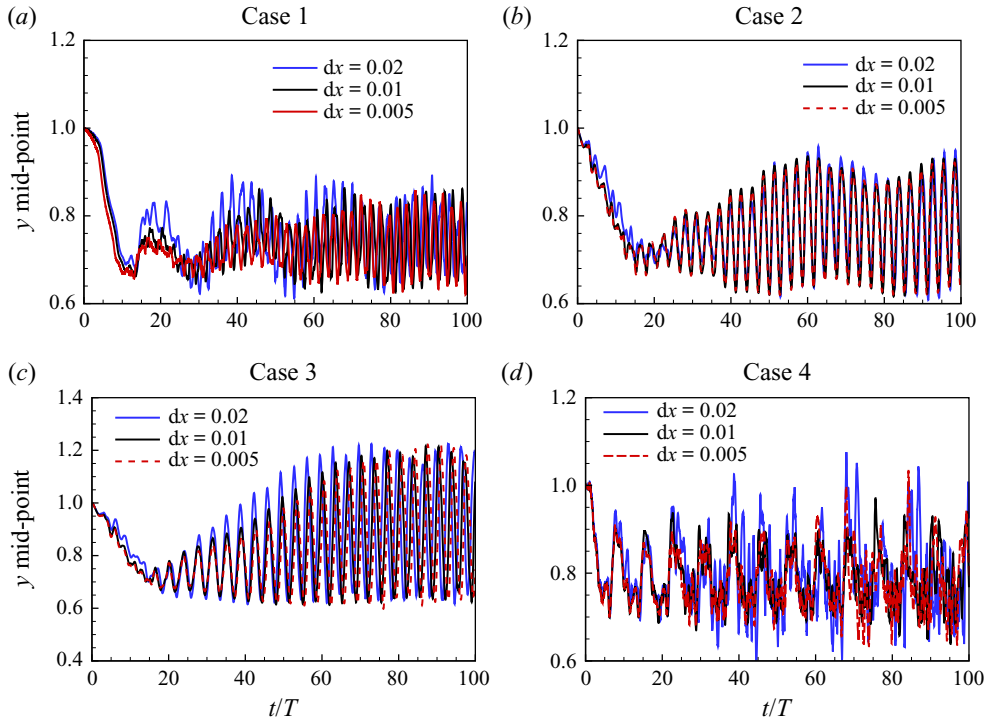 (a) Case 1
1.2
1.0
0.8
0.6
y mid-point
dx = 0.02
dx = 0.01
dx = 0.005
0 20 40 60 80 100
(b) Case 2
1.2
1.0
0.8
0.6
dx = 0.02
dx = 0.01
dx = 0.005
0 20 40 60 80 100
(c) Case 3
1.4
1.2
1.0
0.8
0.6
0.4
y mid-point
dx = 0.02
dx = 0.01
dx = 0.005
0 20 40 60 80 100
t/T
(d) Case 4
1.2
1.0
0.8
0.6
dx = 0.02
dx = 0.01
dx = 0.005
0 20 40 60 80 100
t/T